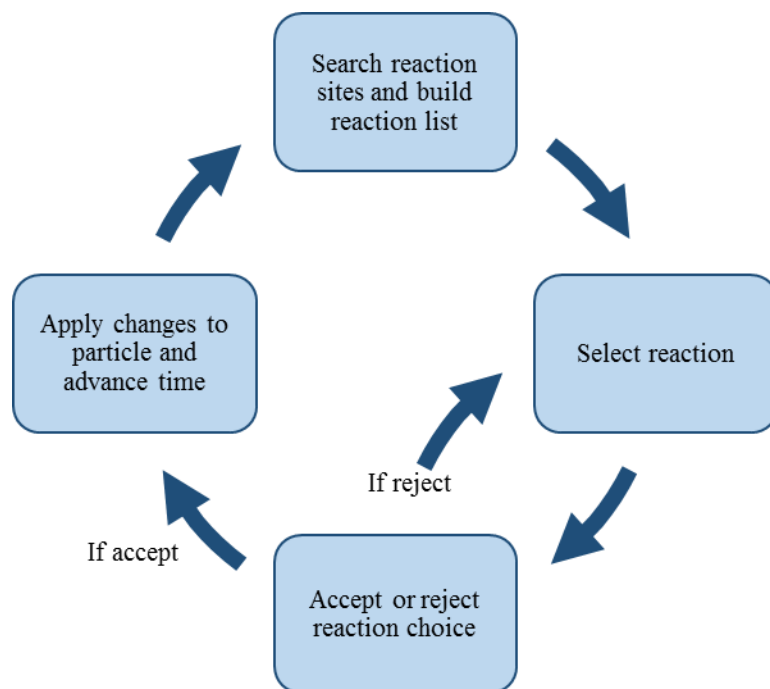 Search reaction
sites and build
reaction list
Select reaction
Accept or reject
reaction choice
If reject
If accept
Apply changes to
particle and
advance time